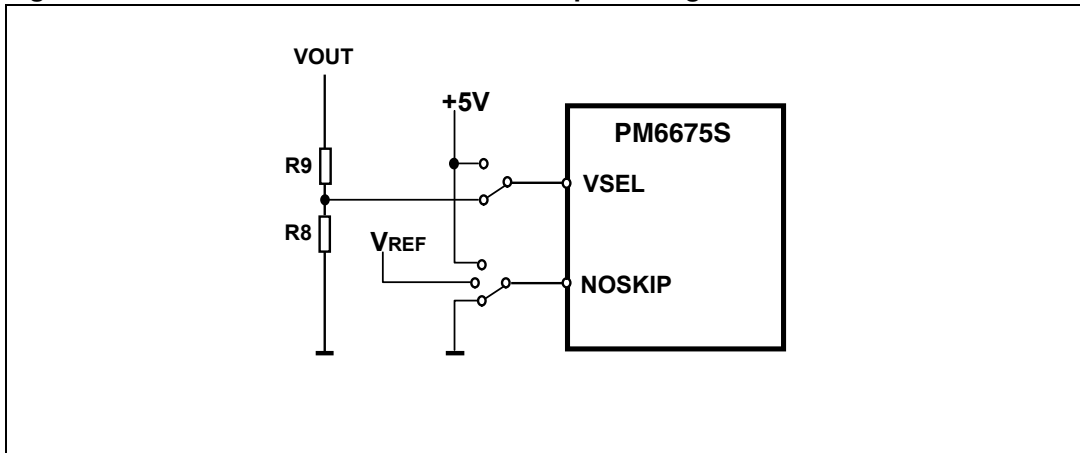 VOUT
+5V
PM6675S
R9
VSEL
R8
VREF
NOSKIP